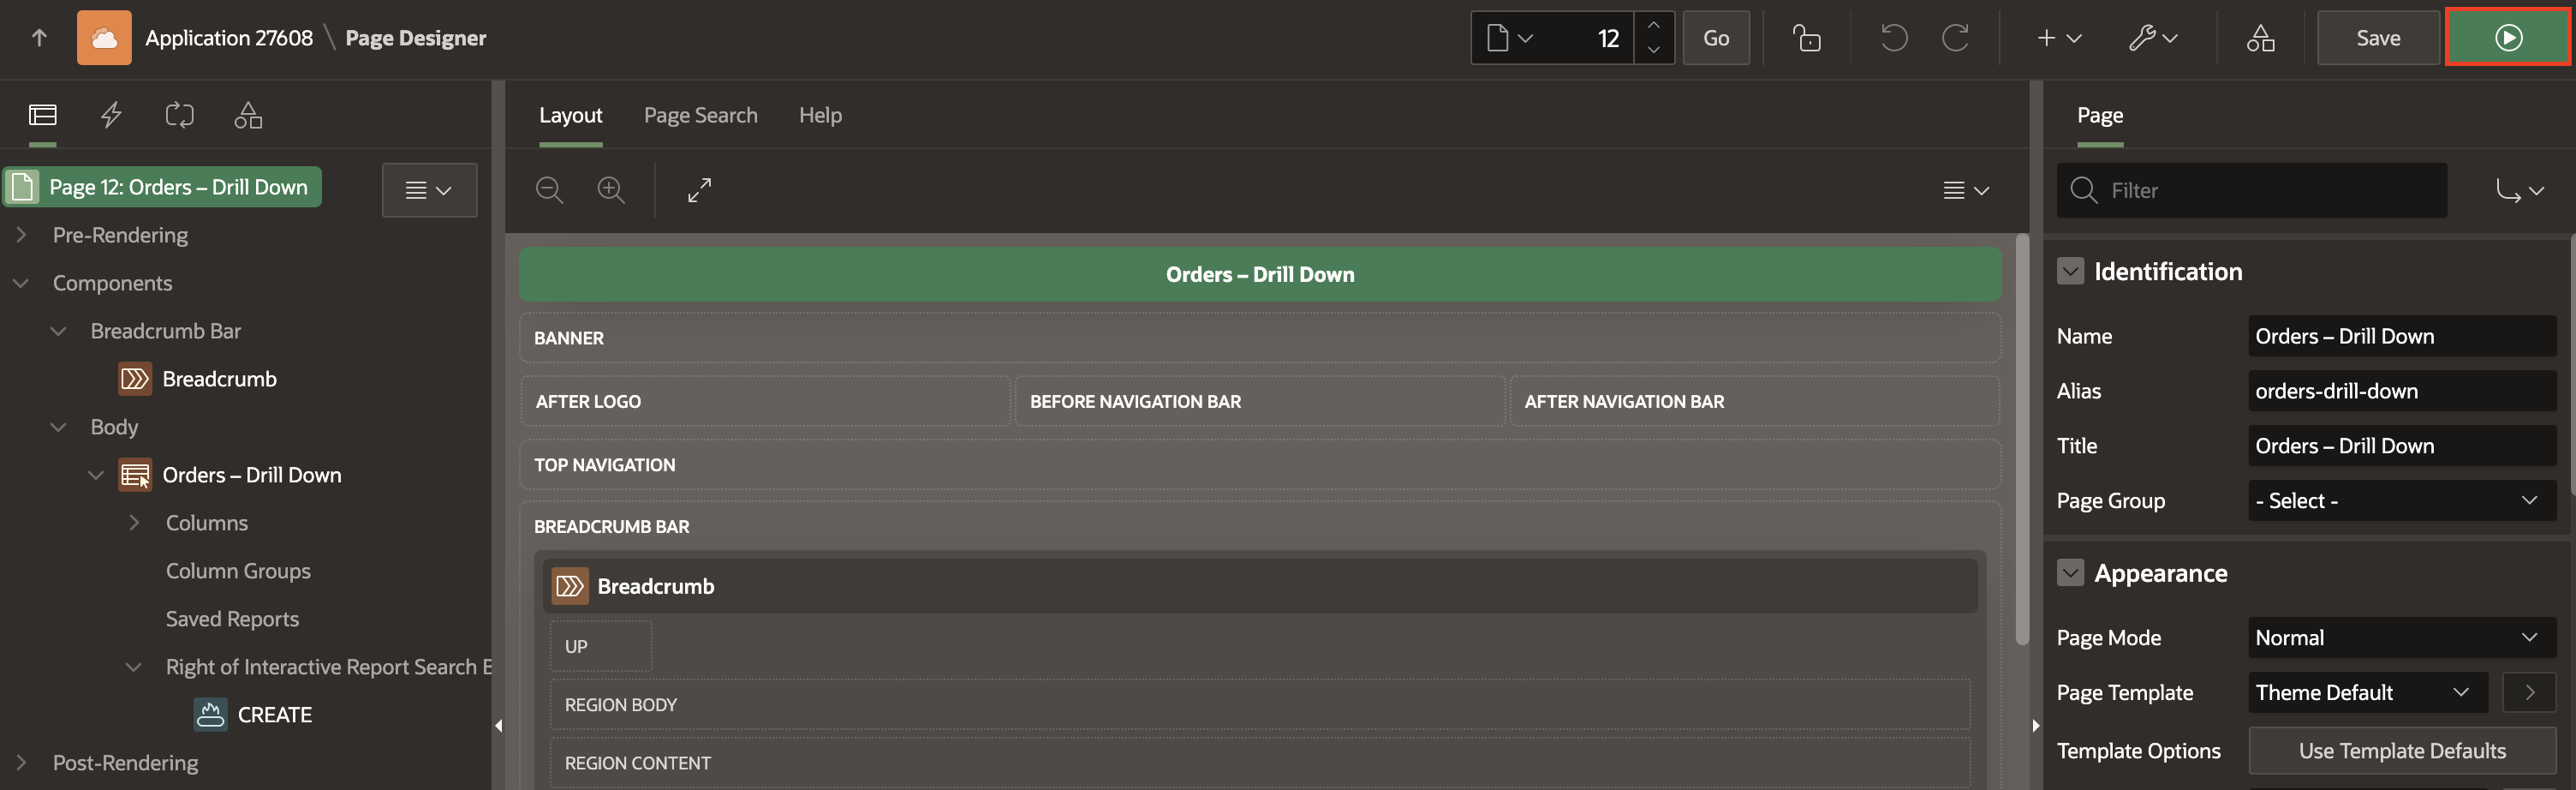 Application 27608 \ Page Designer
12
Go
Save
Layout
Page Search
Help
Page
Page 12: Orders – Drill Down
Filter
Pre-Rendering
Components
Breadcrumb Bar
Breadcrumb
Body
Orders – Drill Down
Columns
Column Groups
Saved Reports
Right of Interactive Report Search
CREATE
Post-Rendering
Orders – Drill Down
BANNER
AFTER LOGO
BEFORE NAVIGATION BAR
AFTER NAVIGATION BAR
TOP NAVIGATION
BREADCRUMB BAR
Breadcrumb
UP
REGION BODY
REGION CONTENT
Identification
Name
Orders – Drill Down
Alias
orders-drill-down
Title
Orders – Drill Down
Page Group
- Select -
Appearance
Page Mode
Normal
Page Template
Theme Default
Template Options
Use Template Defaults